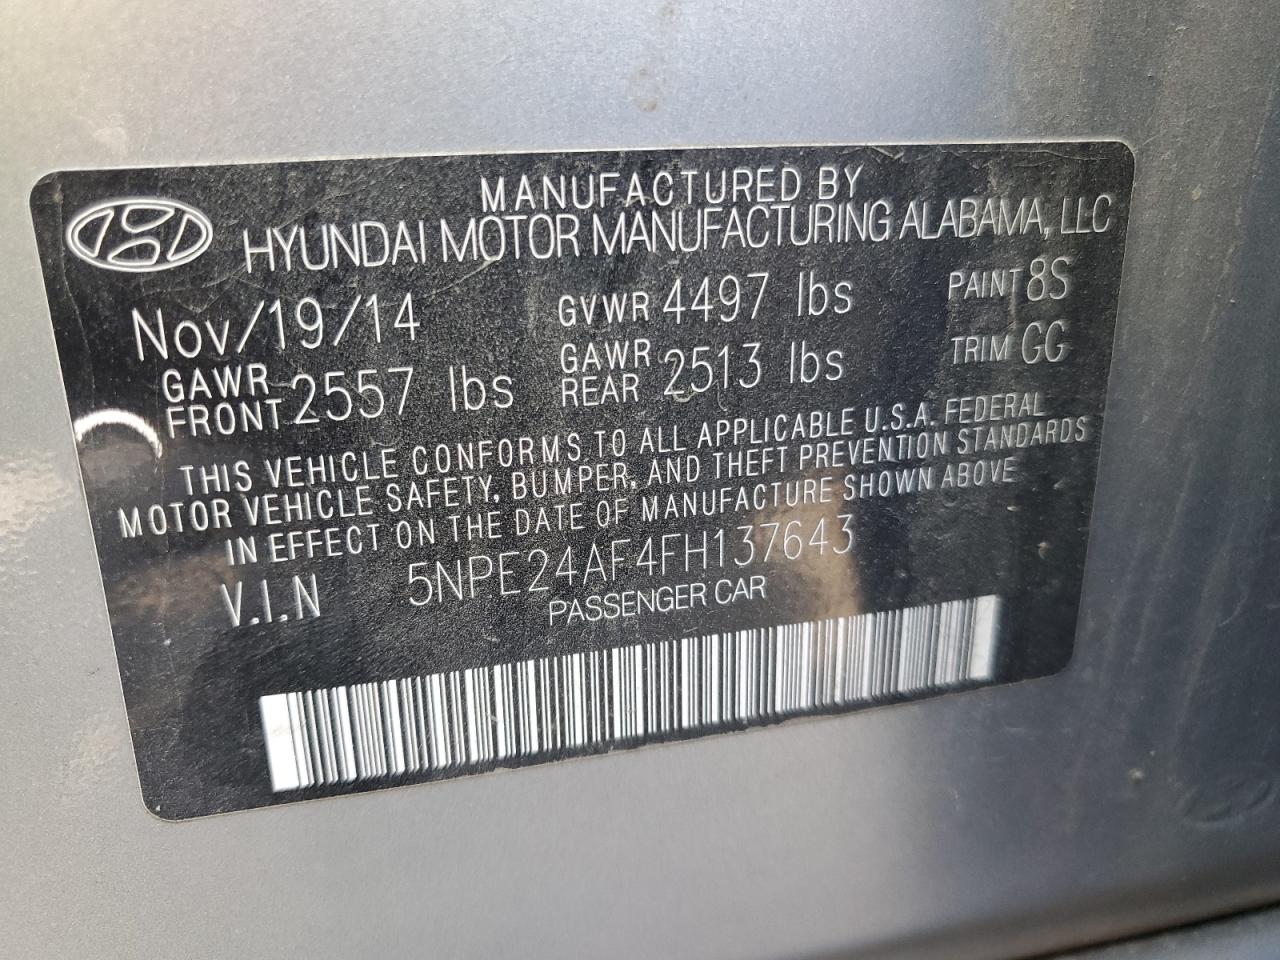 MANUFACTURED BY
HYUNDAI MOTOR MANUFACTURING ALABAMA, LLC
Nov/19/14 GVWR 4497 lbs PAINT 8S
GAWR FRONT 2557 lbs GAWR REAR 2513 lbs TRIM GG
THIS VEHICLE CONFORMS TO ALL APPLICABLE U.S.A. FEDERAL
MOTOR VEHICLE SAFETY, BUMPER, AND THEFT PREVENTION STANDARDS
IN EFFECT ON THE DATE OF MANUFACTURE SHOWN ABOVE
V.I.N 5NPE24AF4FH137643
PASSENGER CAR